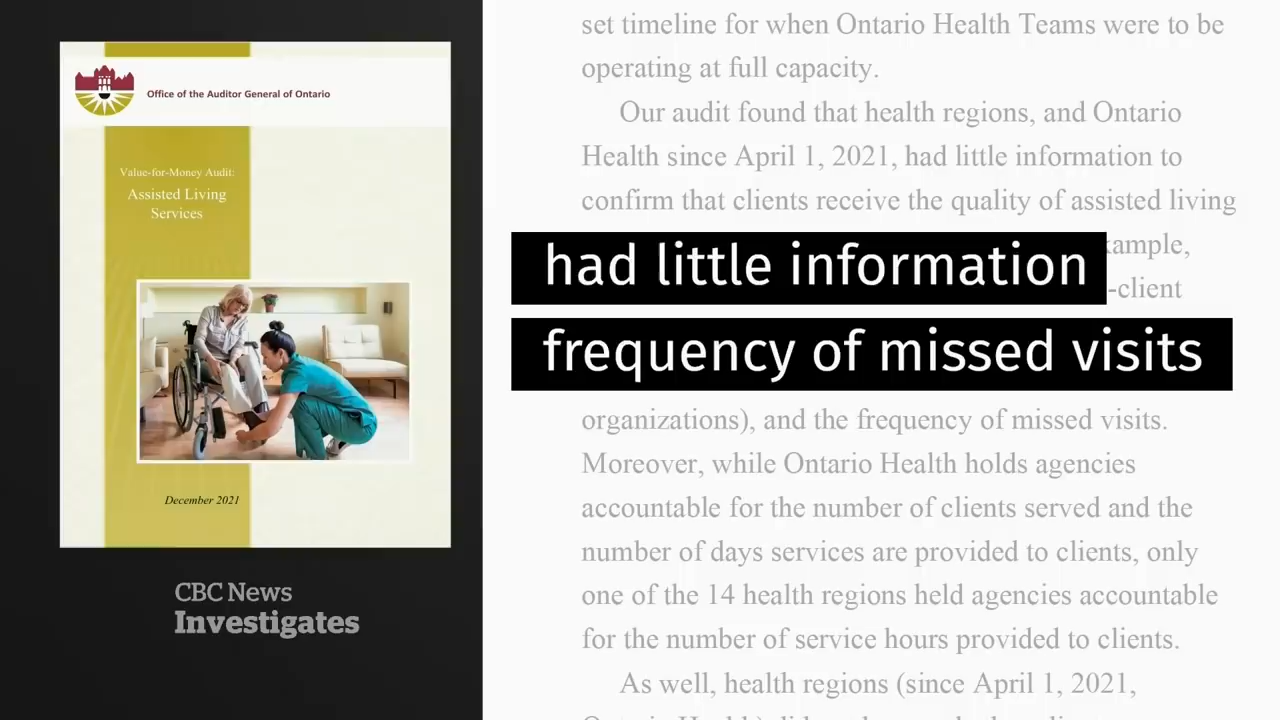 Office of the Auditor General of Ontario
Value-for-Money Audit:
Assisted Living
Services
December 2021
CBC News
Investigates
set timeline for when Ontario Health Teams were to be
operating at full capacity.
Our audit found that health regions, and Ontario
Health since April 1, 2021, had little information to
confirm that clients receive the quality of assisted living
had little information
-client
frequency of missed visits
organizations), and the frequency of missed visits.
Moreover, while Ontario Health holds agencies
accountable for the number of clients served and the
number of days services are provided to clients, only
one of the 14 health regions held agencies accountable
for the number of service hours provided to clients.
As well, health regions (since April 1, 2021,